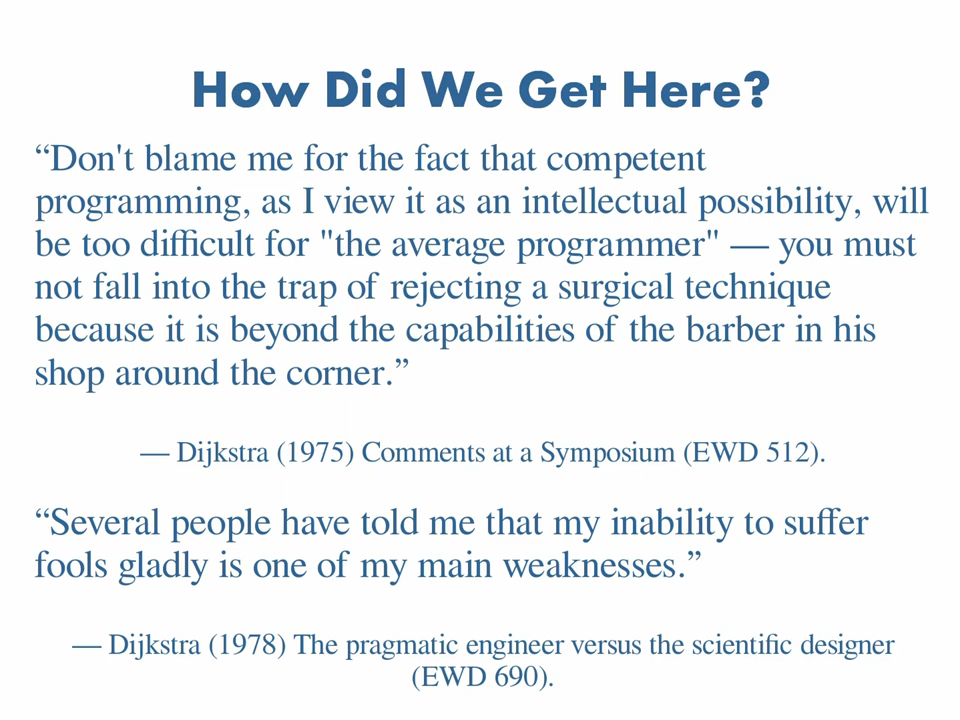 How Did We Get Here?
“Don't blame me for the fact that competent
programming, as I view it as an intellectual possibility, will
be too difficult for "the average programmer" — you must
not fall into the trap of rejecting a surgical technique
because it is beyond the capabilities of the barber in his
shop around the corner.”
— Dijkstra (1975) Comments at a Symposium (EWD 512).
“Several people have told me that my inability to suffer
fools gladly is one of my main weaknesses.”
— Dijkstra (1978) The pragmatic engineer versus the scientific designer
(EWD 690).